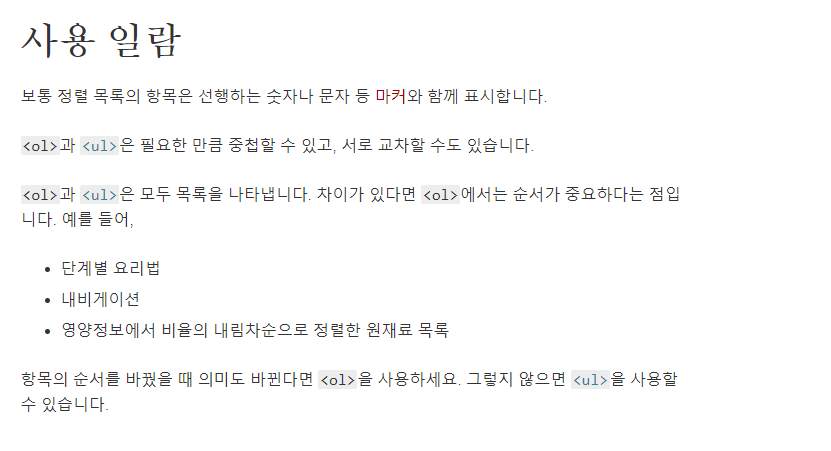 사용 일람
보통 정렬 목록의 항목은 선행하는 숫자나 문자 등 마커와 함께 표시합니다.
<ol>과 <ul>은 필요한 만큼 중첩할 수 있고, 서로 교차할 수도 있습니다.
<ol>과 <ul>은 모두 목록을 나타냅니다. 차이가 있다면 <ol>에서는 순서가 중요하다는 점입
니다. 예를 들어,
• 단계별 요리법
• 내비게이션
• 영양정보에서 비율의 내림차순으로 정렬한 원재료 목록
항목의 순서를 바꿨을 때 의미도 바뀐다면 <ol>을 사용하세요. 그렇지 않으면 <ul>을 사용할
수 있습니다.